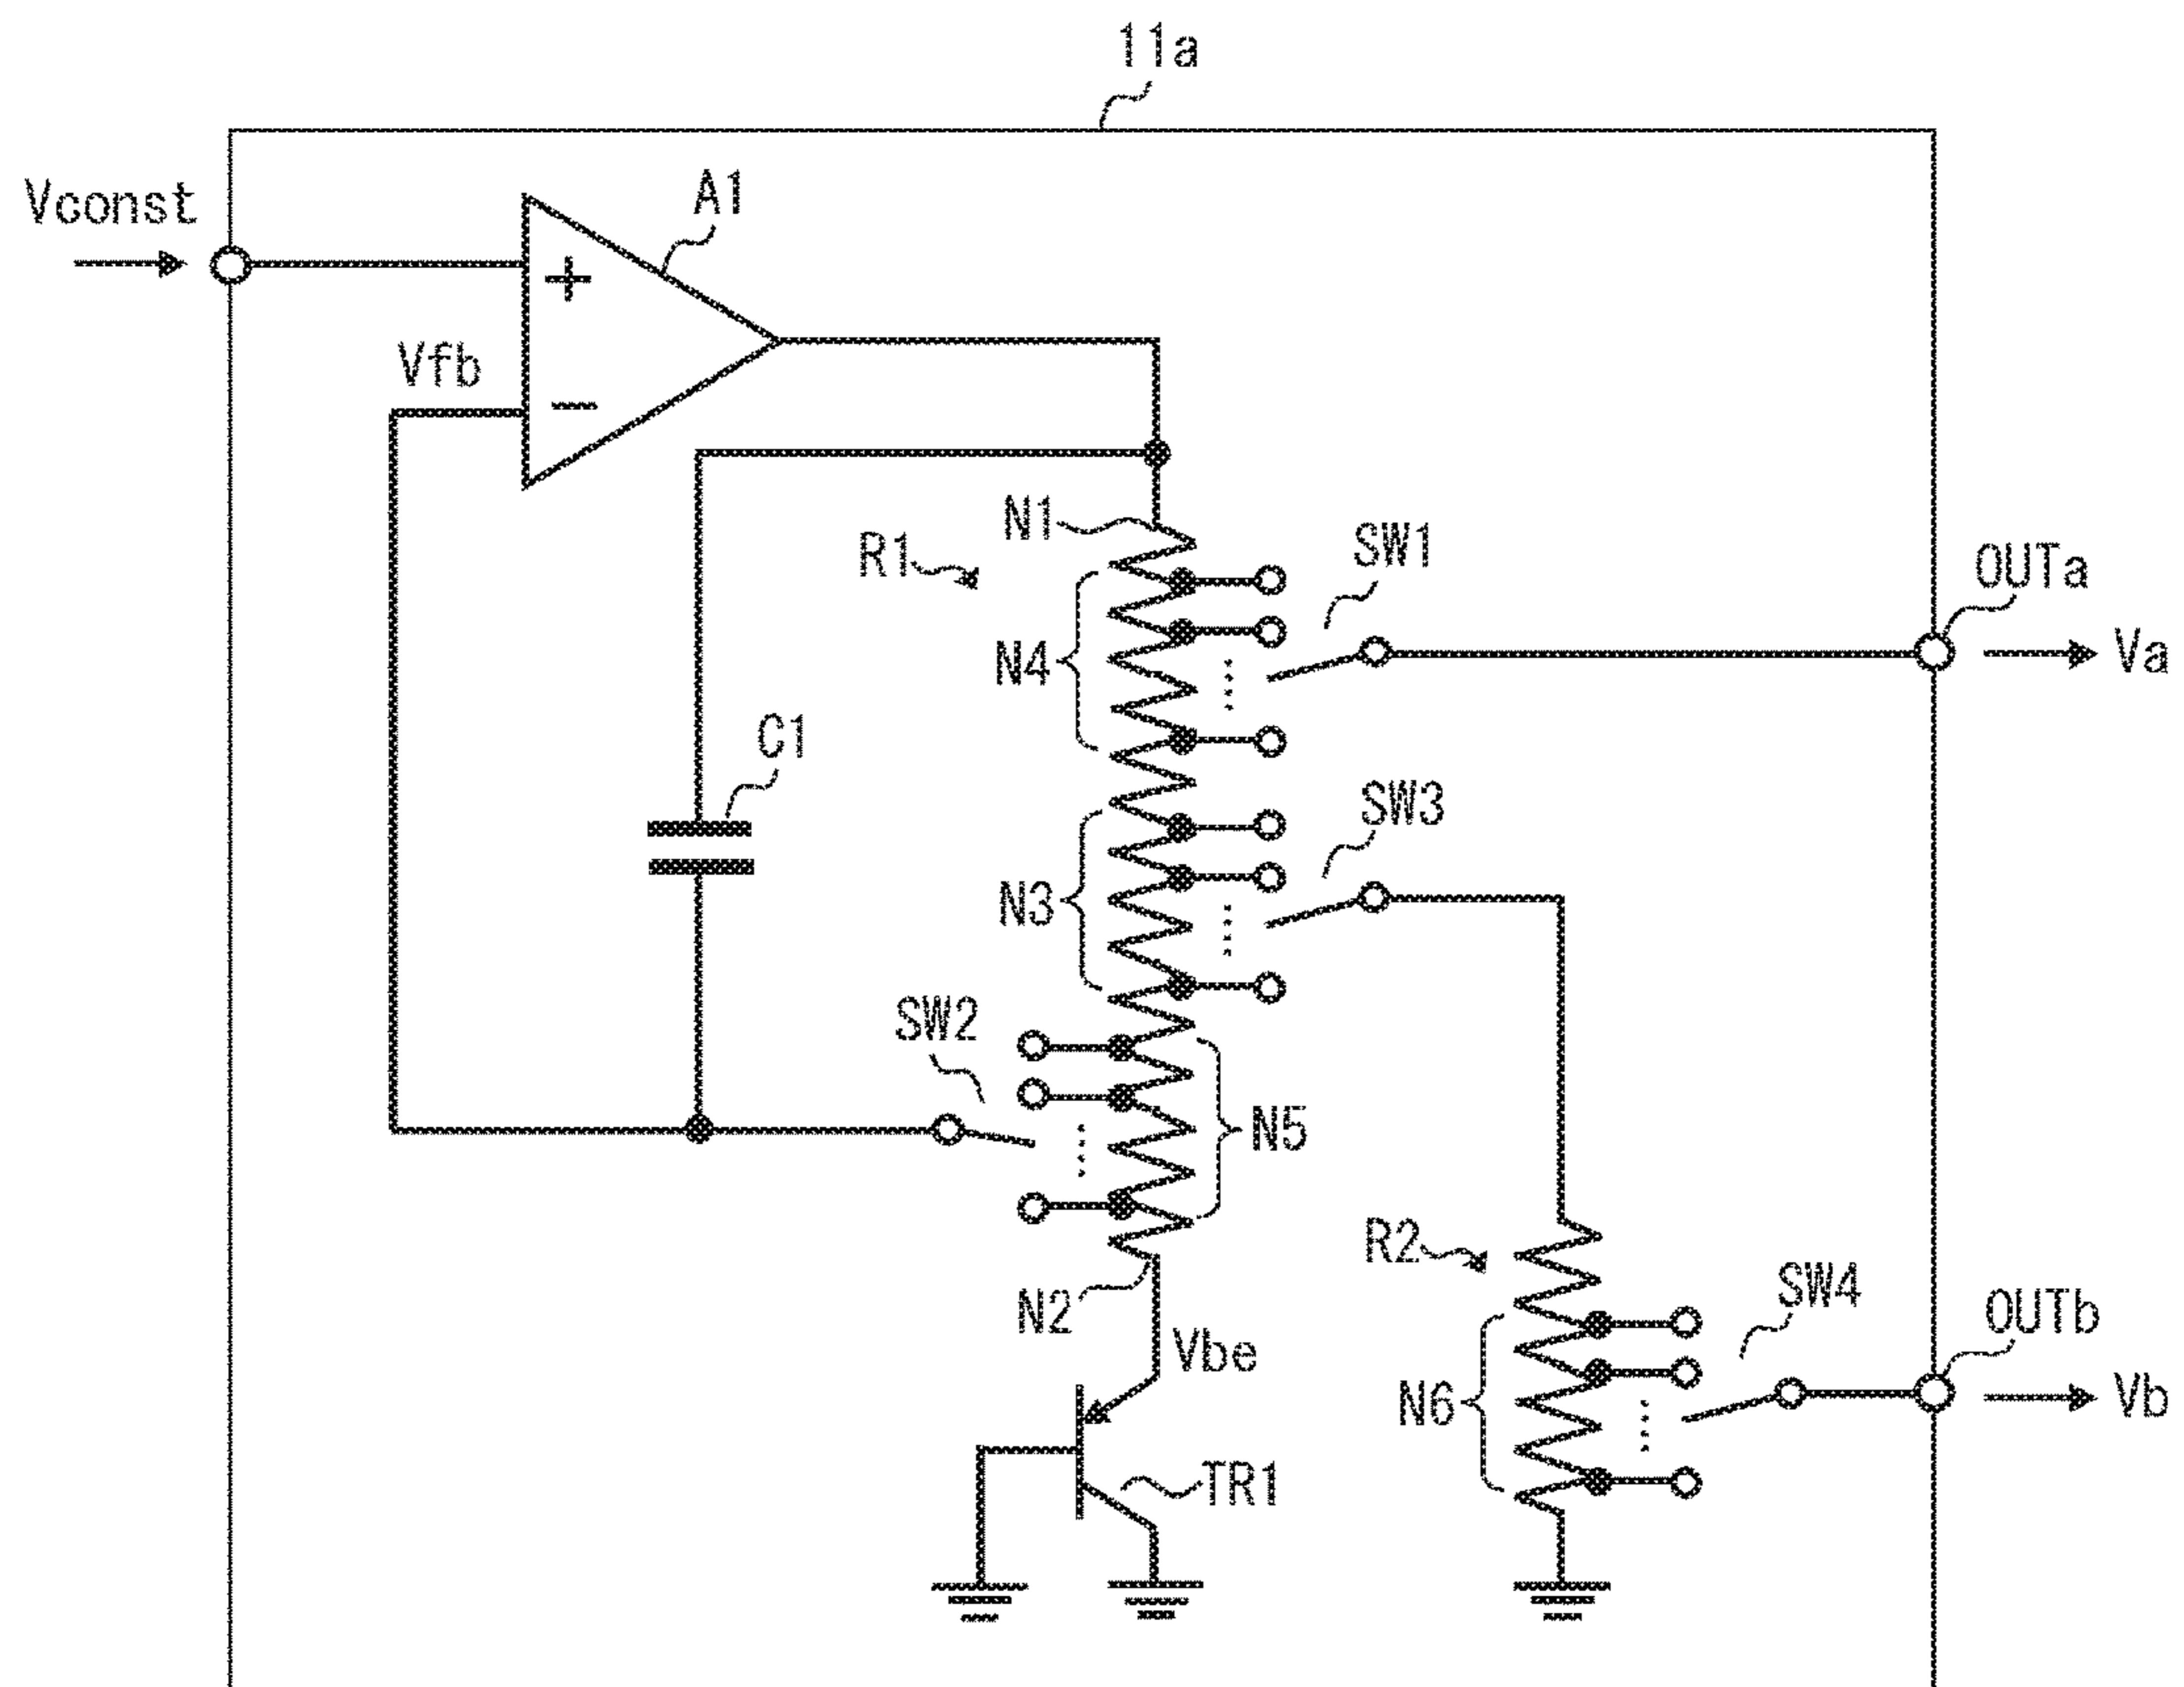 11a
Vconst
A1
+
Vfb
−
N1
R1
SW1
OUTa
N4
Va
C1
SW3
N3
SW2
N5
R2
SW4
N2
OUTb
Vbe
N6
Vb
TR1